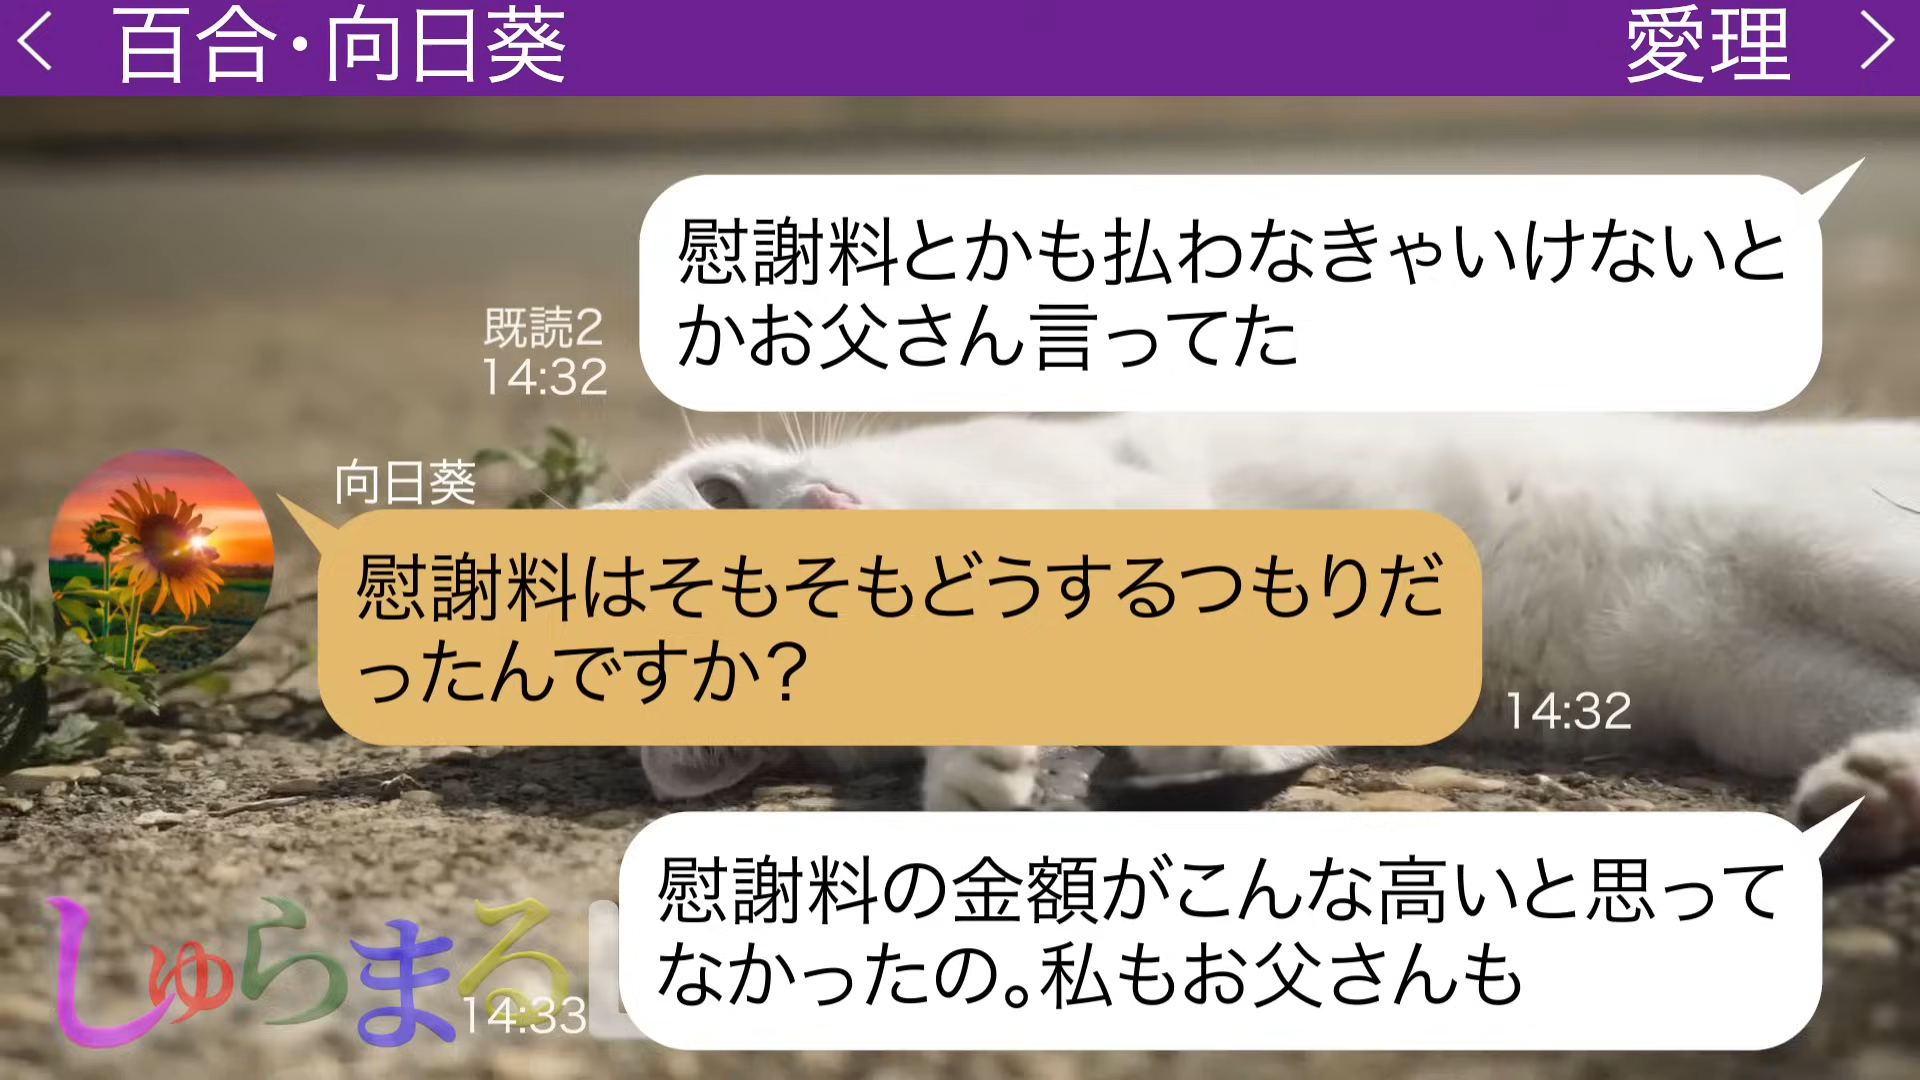 百合・向日葵
愛理
慰謝料とかも払わなきゃいけないと
かお父さん言ってた
既読2
14:32
向日葵
慰謝料はそもそもどうするつもりだ
ったんですか?
14:32
慰謝料の金額がこんな高いと思って
なかったの。私もお父さんも
14:33
しゅらまる